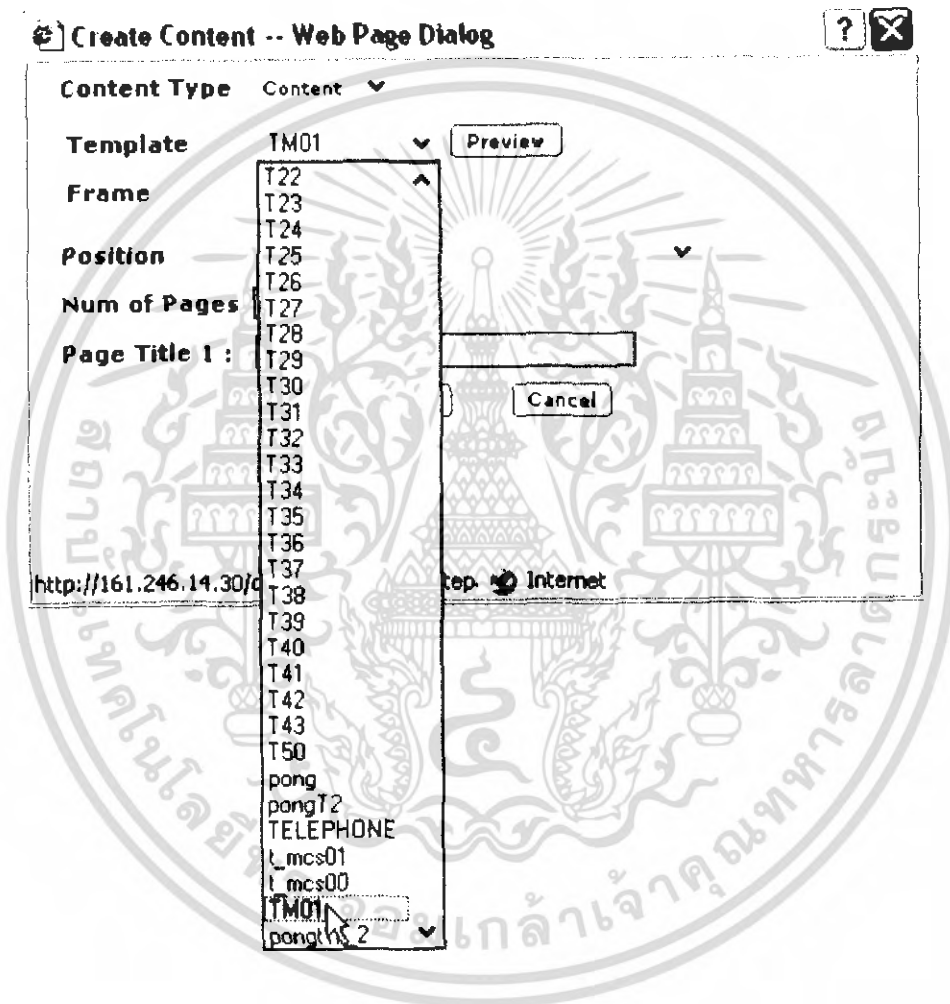 Create Content -- Web Page Dialog
?
Content Type Content
Template TM01 Preview
Frame
Position
Num of Pages
Page Title 1 :
T22
T23
T24
T25
T26
T27
T28
T29
T30
T31
T32
T33
T34
T35
T36
T37
T38
T39
T40
T41
T42
T43
T50
pong
pongT2
TELEPHONE
t_mcs01
t_mcs00
TM01
Cancel
http://161.246.14.30/
Internet